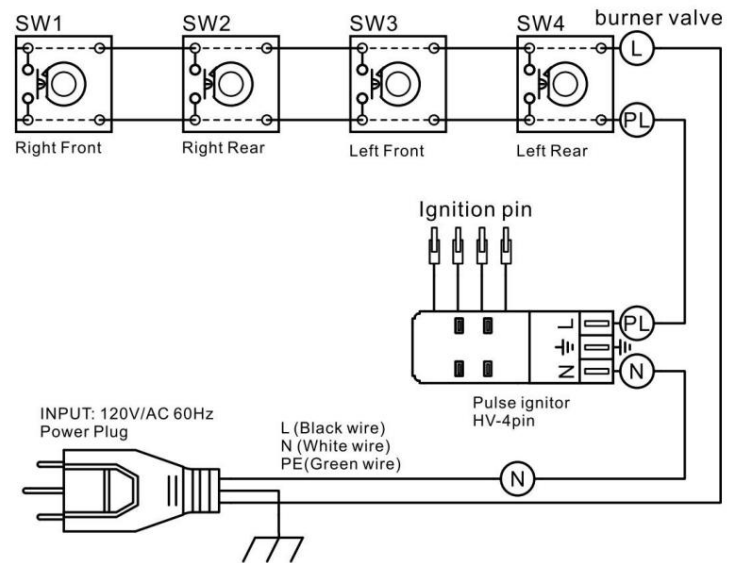 SW1
SW2
SW3
SW4
burner valve
L
PL
Right Front
Right Rear
Left Front
Left Rear
Ignition pin
L
PL
N
N
Pulse ignitor
HV-4pin
INPUT: 120V/AC 60Hz
Power Plug
L (Black wire)
N (White wire)
PE(Green wire)
N